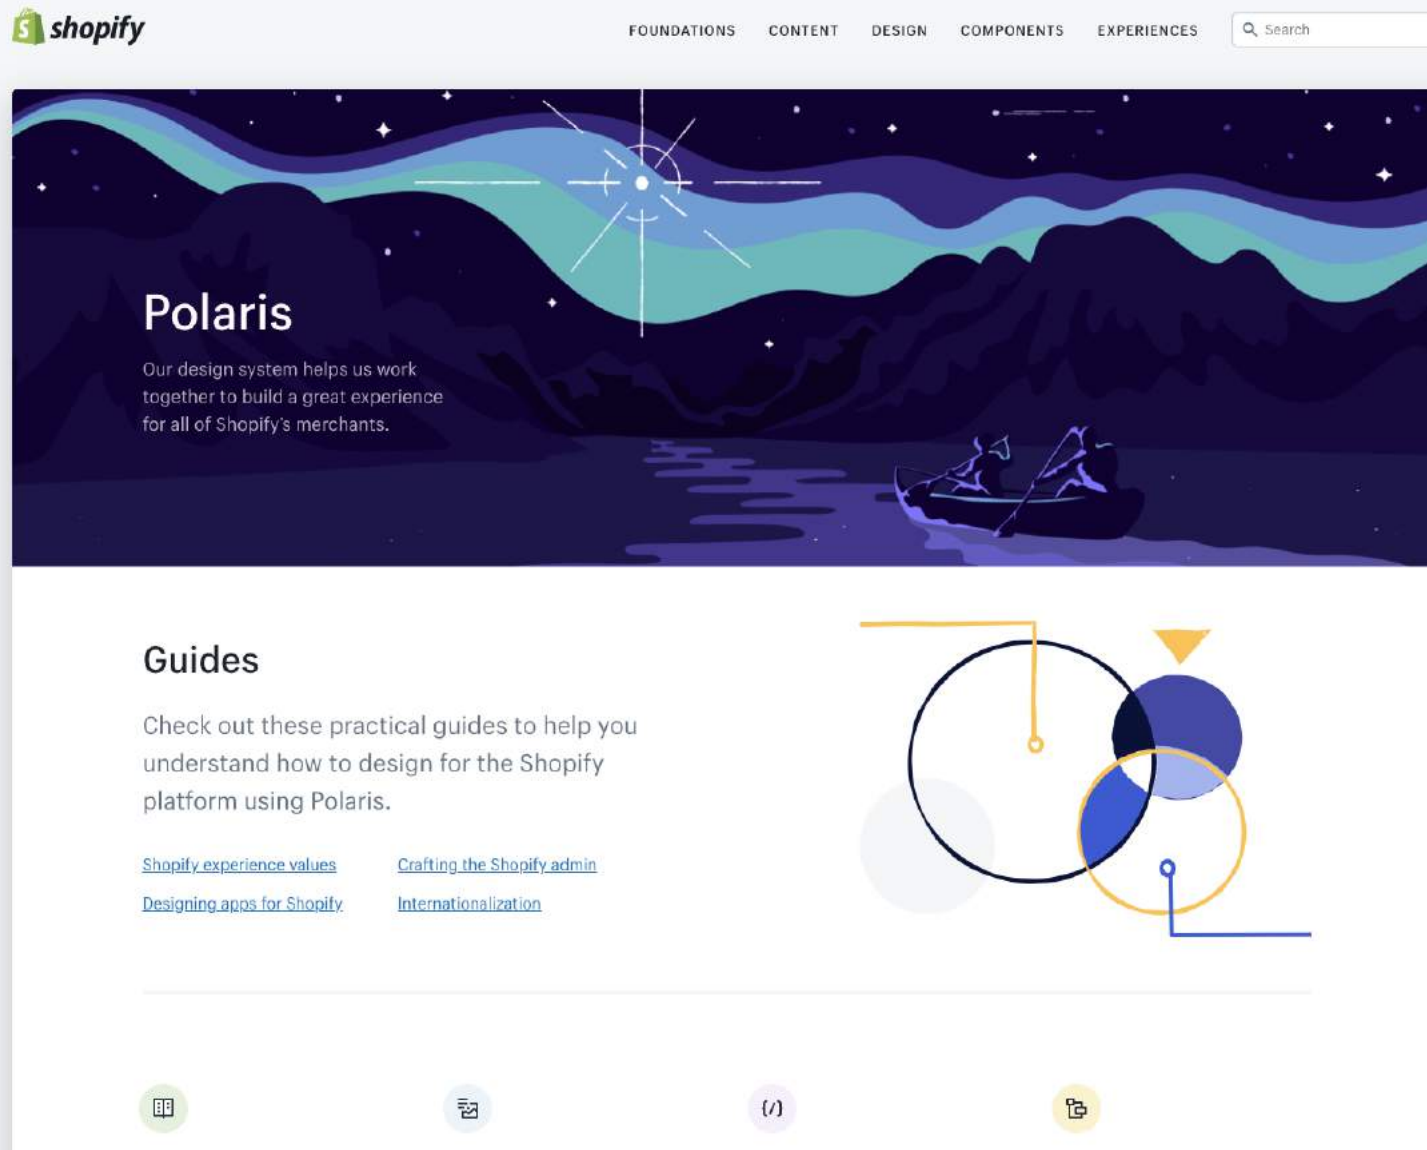 shopify
FOUNDATIONS CONTENT DESIGN COMPONENTS EXPERIENCES Search
Polaris
Our design system helps us work
together to build a great experience
for all of Shopify's merchants.
Guides
Check out these practical guides to help you
understand how to design for the Shopify
platform using Polaris.
Shopify experience values Crafting the Shopify admin
Designing apps for Shopify Internationalization
{/}